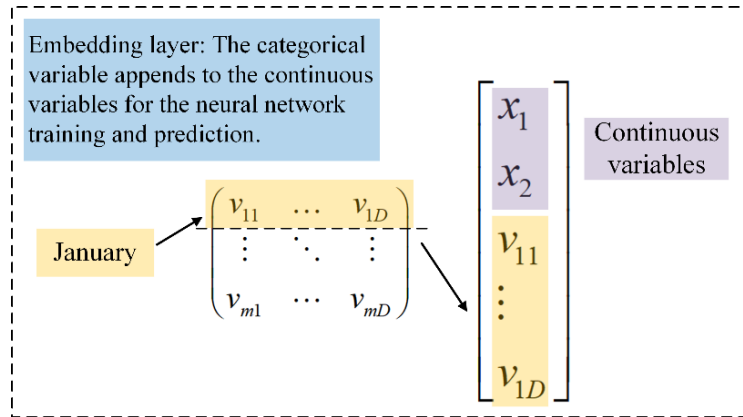 Embedding layer: The categorical
variable appends to the continuous
variables for the neural network
training and prediction.
x₁
Continuous
variables
x₂
v₁₁ ⋯ v₁D
January
⋮ ⋱ ⋮
vₘ₁ ⋯ vₘD
v₁₁
⋮
v₁D